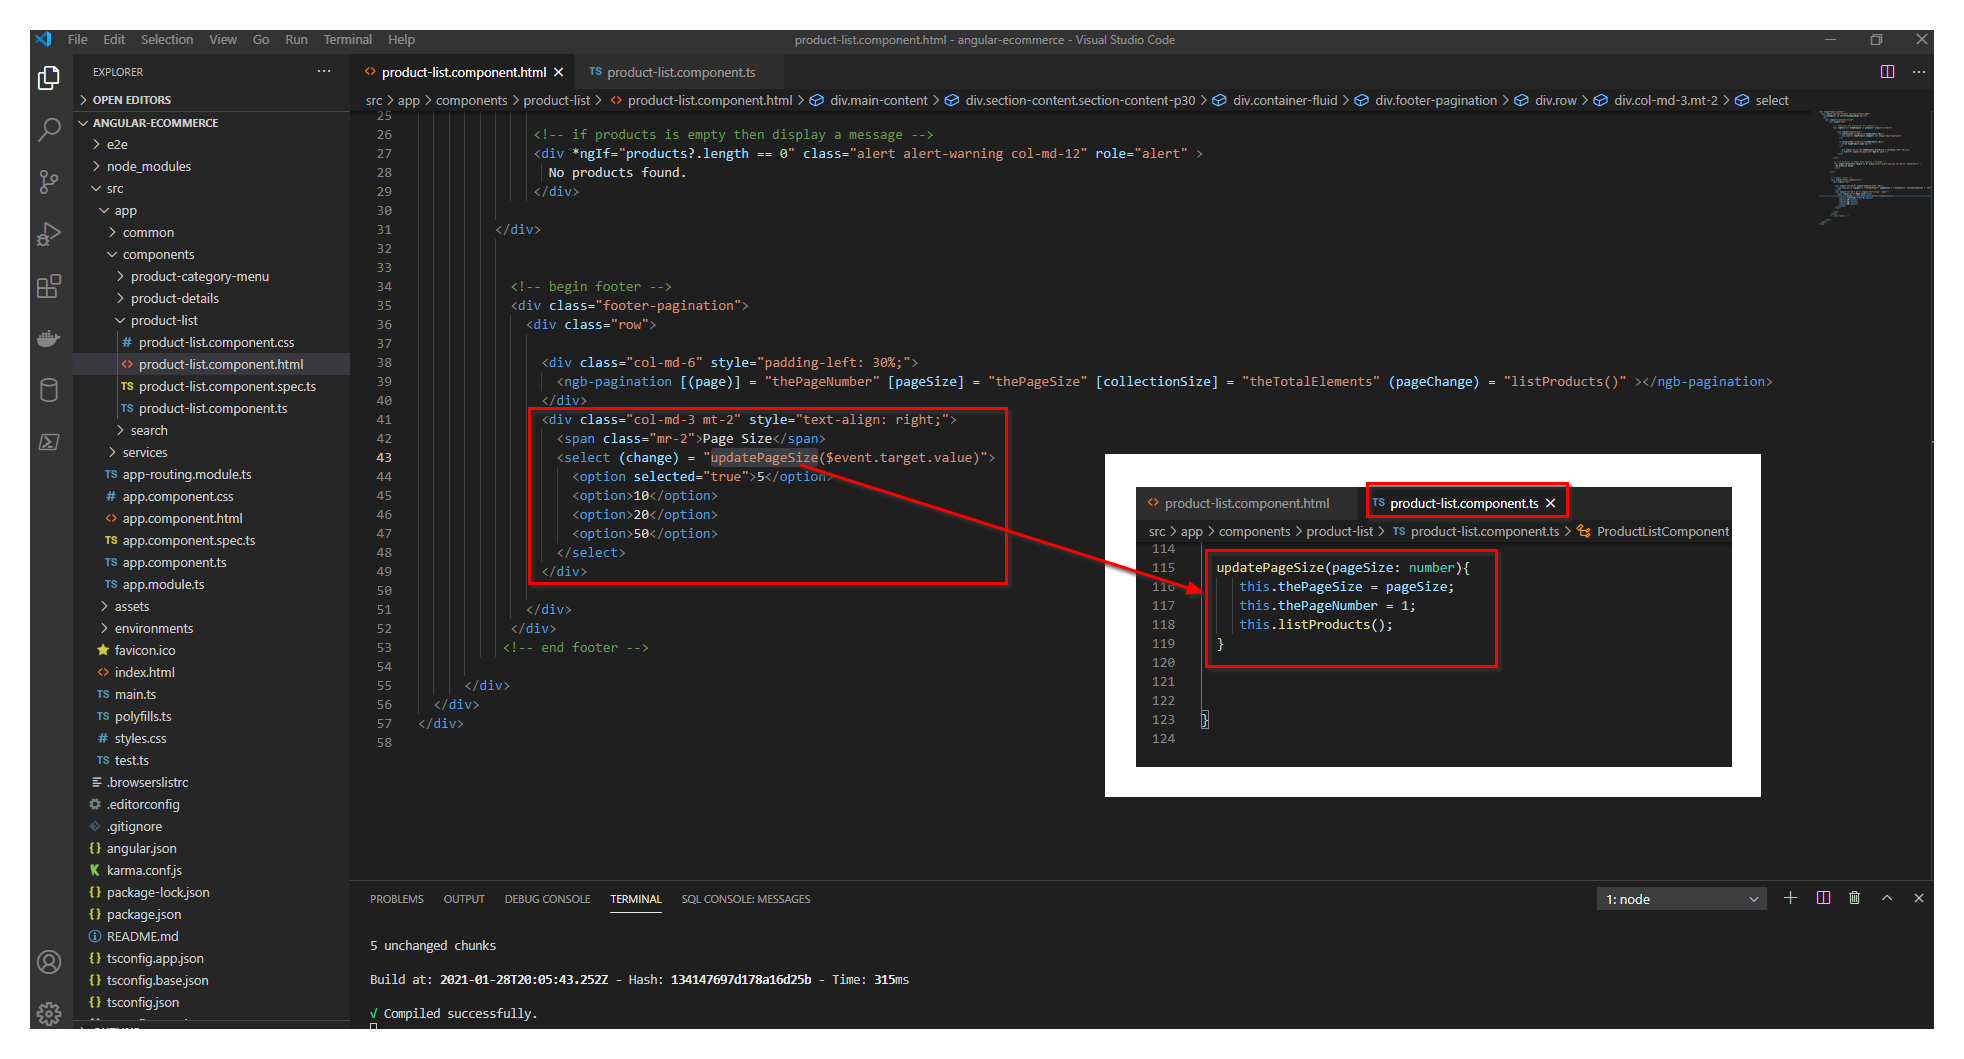 File Edit Selection View Go Run Terminal Help
product-list.component.html - angular-ecommerce - Visual Studio Code
EXPLORER
OPEN EDITORS
ANGULAR-ECOMMERCE
e2e
node_modules
src
app
common
components
product-category-menu
product-details
product-list
# product-list.component.css
<> product-list.component.html
TS product-list.component.spec.ts
TS product-list.component.ts
search
services
TS app-routing.module.ts
# app.component.css
<> app.component.html
TS app.component.spec.ts
TS app.component.ts
TS app.module.ts
assets
environments
favicon.ico
<> index.html
TS main.ts
TS polyfills.ts
# styles.css
TS test.ts
.browserslistrc
.editorconfig
.gitignore
{} angular.json
karma.conf.js
{} package-lock.json
{} package.json
README.md
{} tsconfig.app.json
{} tsconfig.base.json
{} tsconfig.json
<> product-list.component.html TS product-list.component.ts
src > app > components > product-list > <> product-list.component.html > div.main-content > div.section-content.section-content-p30 > div.container-fluid > div.footer-pagination > div.row > div.col-md-3.mt-2 > select
25
26 <!-- if products is empty then display a message -->
27 <div *ngIf="products?.length == 0" class="alert alert-warning col-md-12" role="alert" >
28 No products found.
29 </div>
30
31 </div>
32
33
34 <!-- begin footer -->
35 <div class="footer-pagination">
36 <div class="row">
37
38 <div class="col-md-6" style="padding-left: 30%;">
39 <ngb-pagination [(page)] = "thePageNumber" [pageSize] = "thePageSize" [collectionSize] = "theTotalElements" (pageChange) = "listProducts()" ></ngb-pagination>
40 </div>
41 <div class="col-md-3 mt-2" style="text-align: right;">
42 <span class="mr-2">Page Size</span>
43 <select (change) = "updatePageSize($event.target.value)">
44 <option selected="true">5</option>
45 <option>10</option>
46 <option>20</option>
47 <option>50</option>
48 </select>
49 </div>
50
51 </div>
52 </div>
53 <!-- end footer -->
54
55 </div>
56 </div>
57 </div>
58
<> product-list.component.html TS product-list.component.ts
src > app > components > product-list > TS product-list.component.ts > ProductListComponent
114
115 updatePageSize(pageSize: number){
116 this.thePageSize = pageSize;
117 this.thePageNumber = 1;
118 this.listProducts();
119 }
120
121
122
123 }
124
PROBLEMS OUTPUT DEBUG CONSOLE TERMINAL SQL CONSOLE: MESSAGES
1: node
5 unchanged chunks
Build at: 2021-01-28T20:05:43.252Z - Hash: 134147697d178a16d25b - Time: 315ms
√ Compiled successfully.